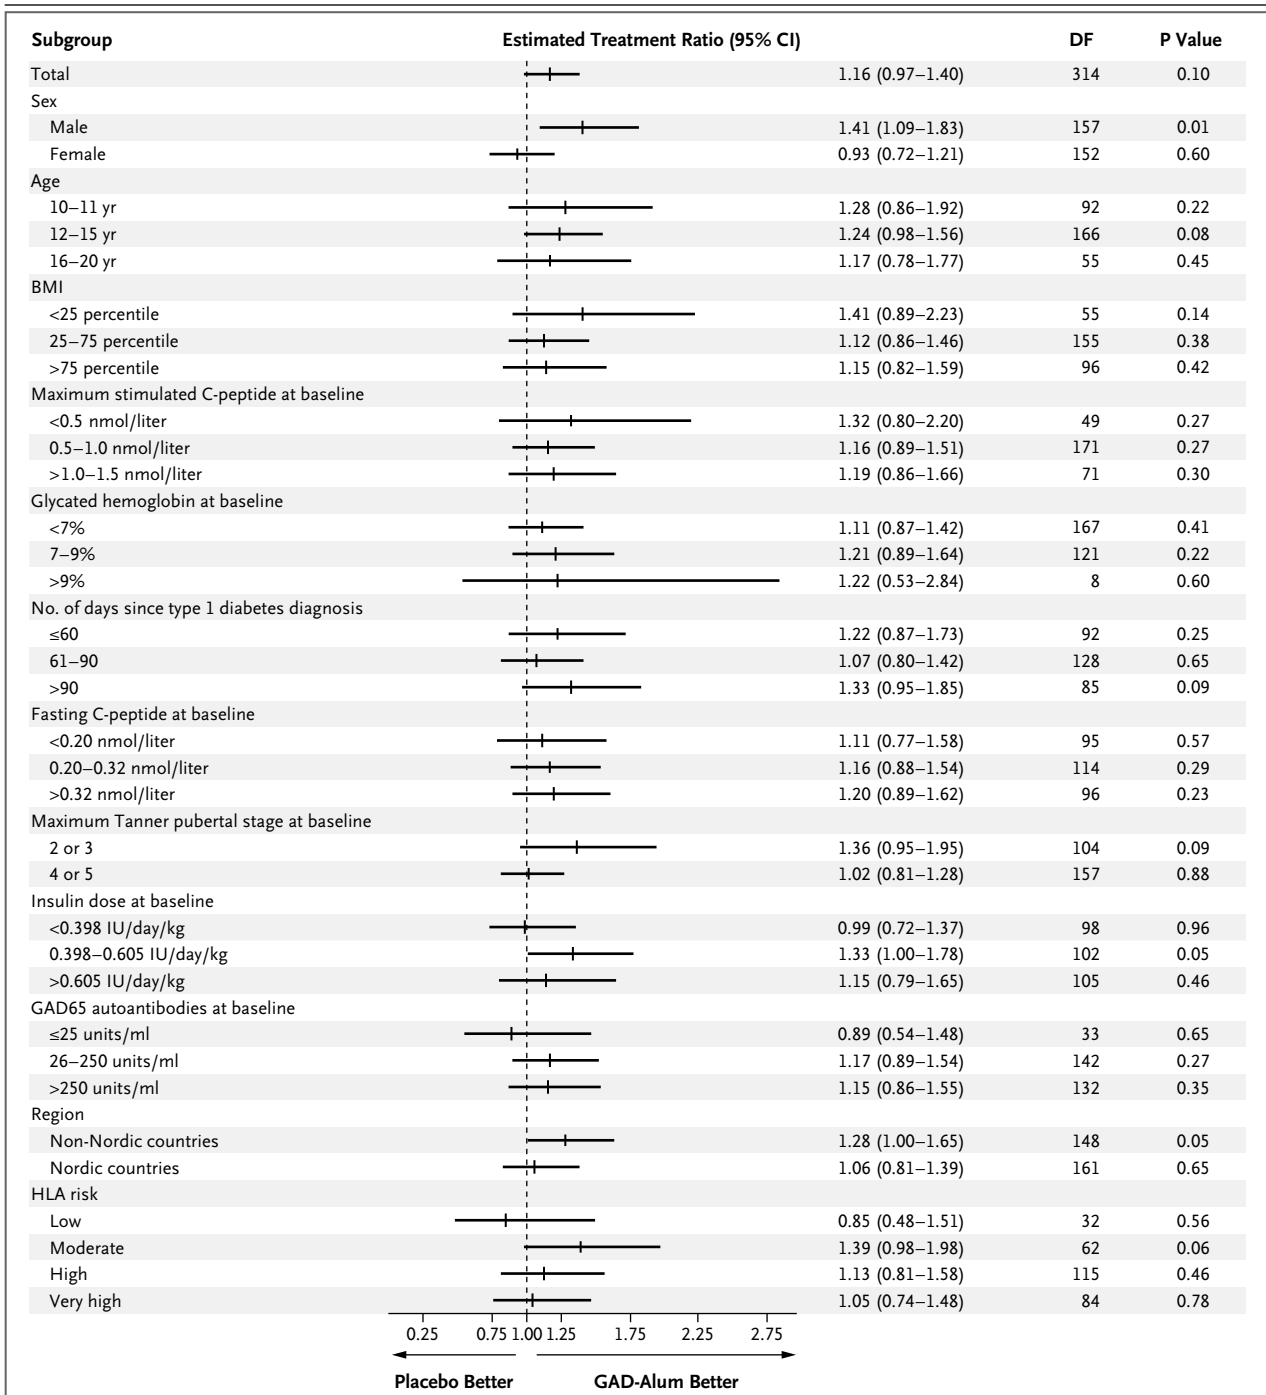 Subgroup Estimated Treatment Ratio (95% CI) DF P Value
Total 1.16 (0.97–1.40) 314 0.10
Sex
Male 1.41 (1.09–1.83) 157 0.01
Female 0.93 (0.72–1.21) 152 0.60
Age
10–11 yr 1.28 (0.86–1.92) 92 0.22
12–15 yr 1.24 (0.98–1.56) 166 0.08
16–20 yr 1.17 (0.78–1.77) 55 0.45
BMI
<25 percentile 1.41 (0.89–2.23) 55 0.14
25–75 percentile 1.12 (0.86–1.46) 155 0.38
>75 percentile 1.15 (0.82–1.59) 96 0.42
Maximum stimulated C-peptide at baseline
<0.5 nmol/liter 1.32 (0.80–2.20) 49 0.27
0.5–1.0 nmol/liter 1.16 (0.89–1.51) 171 0.27
>1.0–1.5 nmol/liter 1.19 (0.86–1.66) 71 0.30
Glycated hemoglobin at baseline
<7% 1.11 (0.87–1.42) 167 0.41
7–9% 1.21 (0.89–1.64) 121 0.22
>9% 1.22 (0.53–2.84) 8 0.60
No. of days since type 1 diabetes diagnosis
≤60 1.22 (0.87–1.73) 92 0.25
61–90 1.07 (0.80–1.42) 128 0.65
>90 1.33 (0.95–1.85) 85 0.09
Fasting C-peptide at baseline
<0.20 nmol/liter 1.11 (0.77–1.58) 95 0.57
0.20–0.32 nmol/liter 1.16 (0.88–1.54) 114 0.29
>0.32 nmol/liter 1.20 (0.89–1.62) 96 0.23
Maximum Tanner pubertal stage at baseline
2 or 3 1.36 (0.95–1.95) 104 0.09
4 or 5 1.02 (0.81–1.28) 157 0.88
Insulin dose at baseline
<0.398 IU/day/kg 0.99 (0.72–1.37) 98 0.96
0.398–0.605 IU/day/kg 1.33 (1.00–1.78) 102 0.05
>0.605 IU/day/kg 1.15 (0.79–1.65) 105 0.46
GAD65 autoantibodies at baseline
≤25 units/ml 0.89 (0.54–1.48) 33 0.65
26–250 units/ml 1.17 (0.89–1.54) 142 0.27
>250 units/ml 1.15 (0.86–1.55) 132 0.35
Region
Non-Nordic countries 1.28 (1.00–1.65) 148 0.05
Nordic countries 1.06 (0.81–1.39) 161 0.65
HLA risk
Low 0.85 (0.48–1.51) 32 0.56
Moderate 1.39 (0.98–1.98) 62 0.06
High 1.13 (0.81–1.58) 115 0.46
Very high 1.05 (0.74–1.48) 84 0.78
0.25 0.75 1.00 1.25 1.75 2.25 2.75
Placebo Better GAD-Alum Better